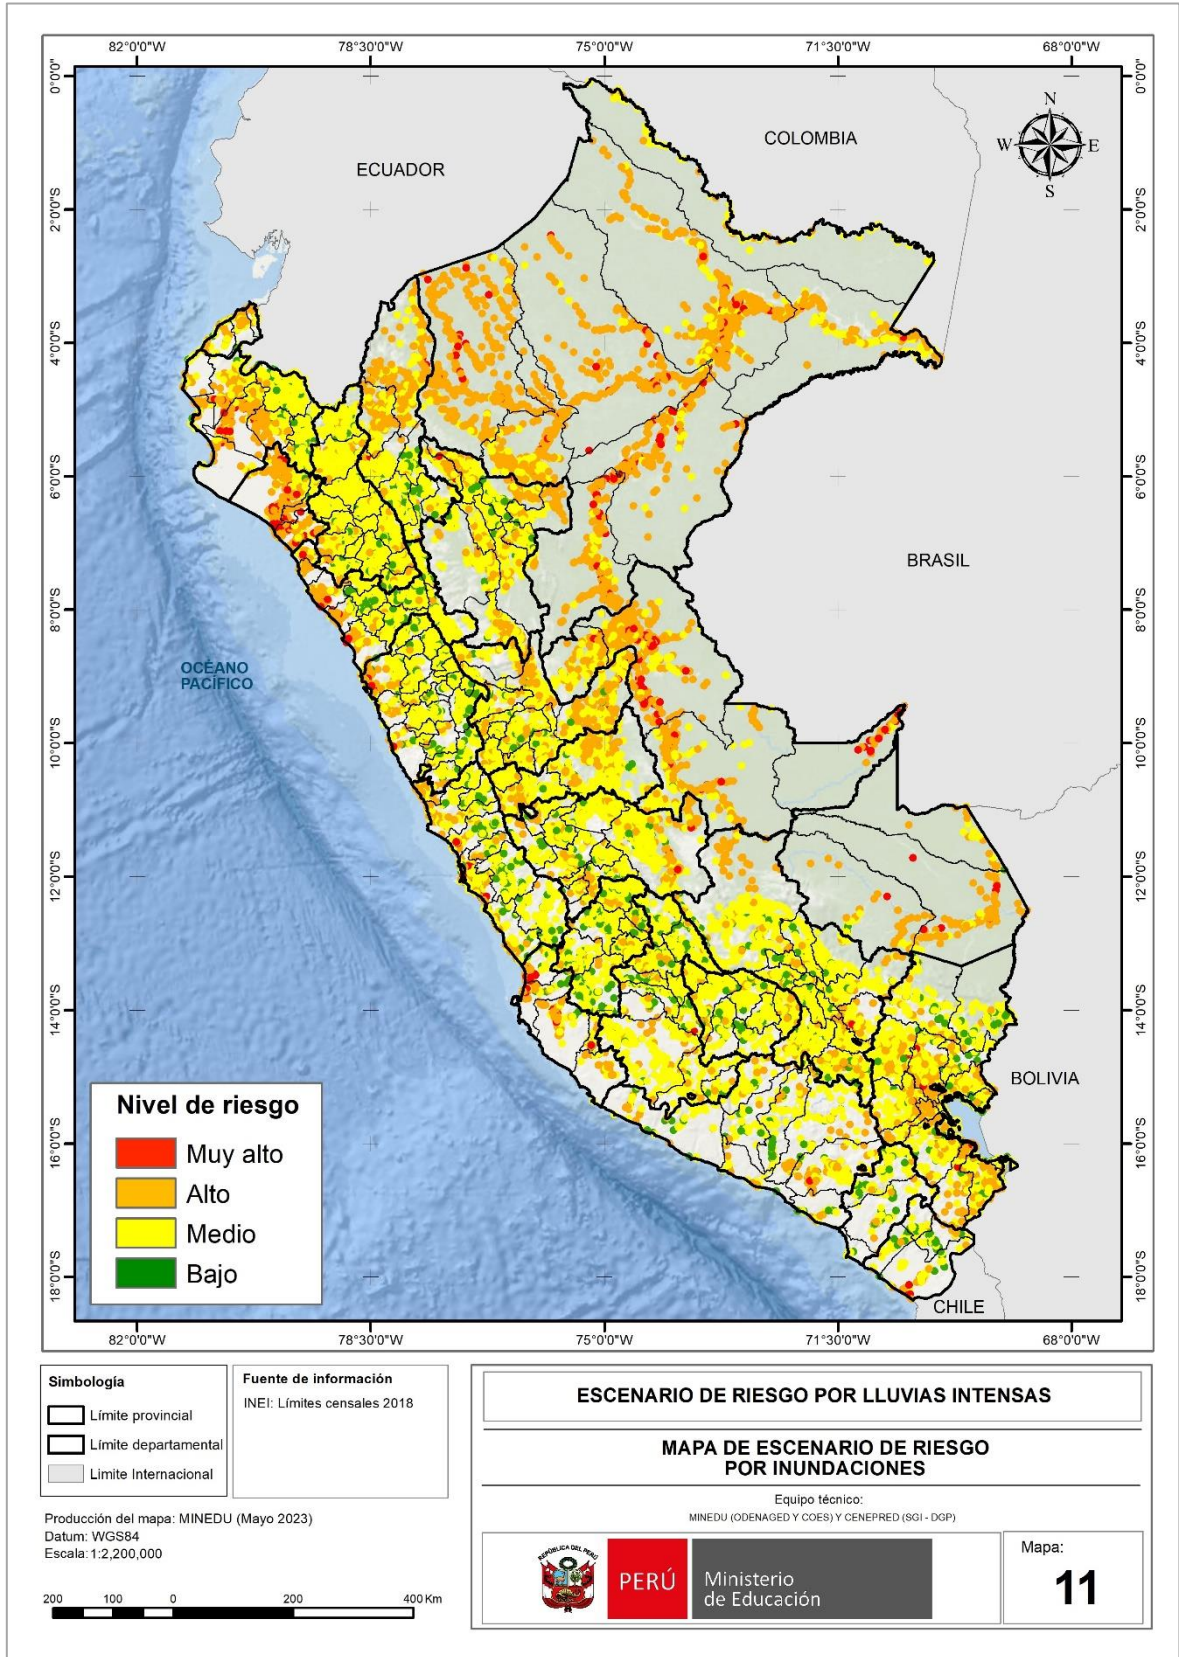 82°0'0"W 78°30'0"W 75°0'0"W 71°30'0"W 68°0'0"W
0°0'0"
2°0'0"S
4°0'0"S
6°0'0"S
8°0'0"S
10°0'0"S
12°0'0"S
14°0'0"S
16°0'0"S
18°0'0"S
0°0'0"
2°0'0"S
4°0'0"S
6°0'0"S
8°0'0"S
10°0'0"S
12°0'0"S
14°0'0"S
16°0'0"S
18°0'0"S
N
W E
S
COLOMBIA
ECUADOR
BRASIL
OCÉANO
PACÍFICO
BOLIVIA
CHILE
Nivel de riesgo
Muy alto
Alto
Medio
Bajo
82°0'0"W 78°30'0"W 75°0'0"W 71°30'0"W 68°0'0"W
Simbología
Límite provincial
Límite departamental
Limite Internacional
Fuente de información
INEI: Límites censales 2018
Producción del mapa: MINEDU (Mayo 2023)
Datum: WGS84
Escala: 1:2,200,000
200 100 0 200 400 Km
ESCENARIO DE RIESGO POR LLUVIAS INTENSAS
MAPA DE ESCENARIO DE RIESGO
POR INUNDACIONES
Equipo técnico:
MINEDU (ODENAGED Y COES) Y CENEPRED (SGI - DGP)
REPÚBLICA DEL PERÚ
PERÚ
Ministerio
de Educación
Mapa:
11